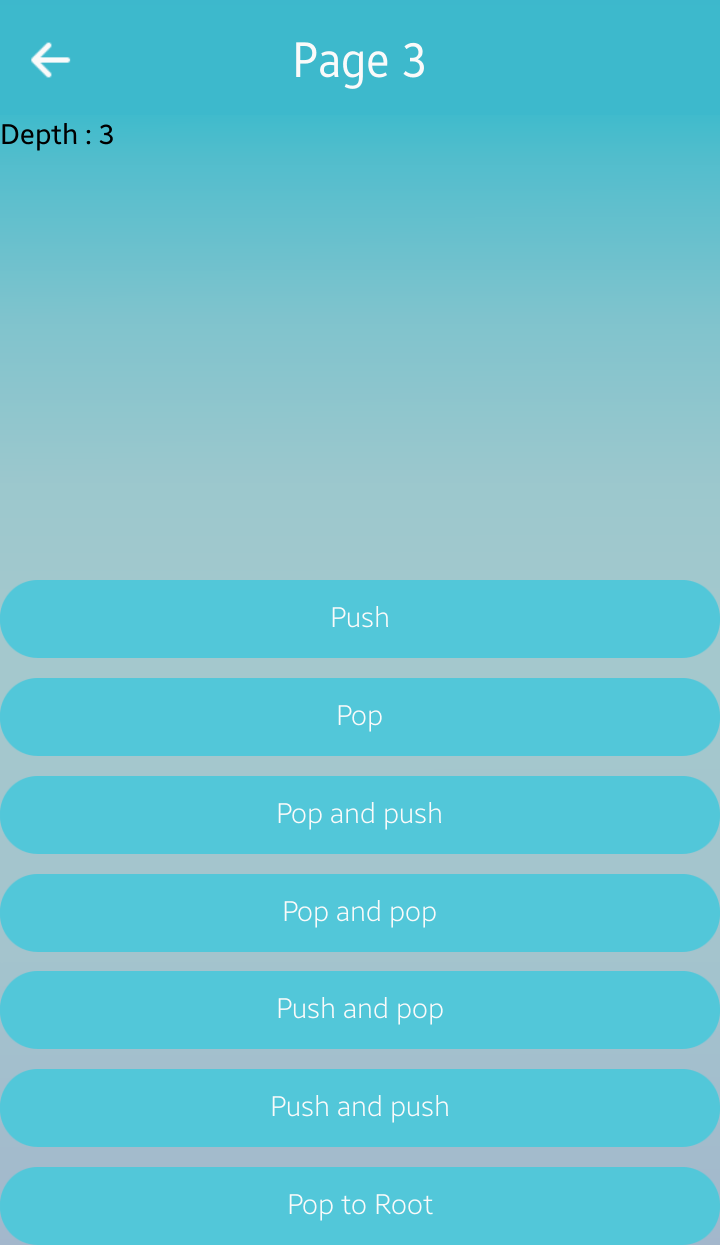 Page 3
Depth : 3
Push
Pop
Pop and push
Pop and pop
Push and pop
Push and push
Pop to Root